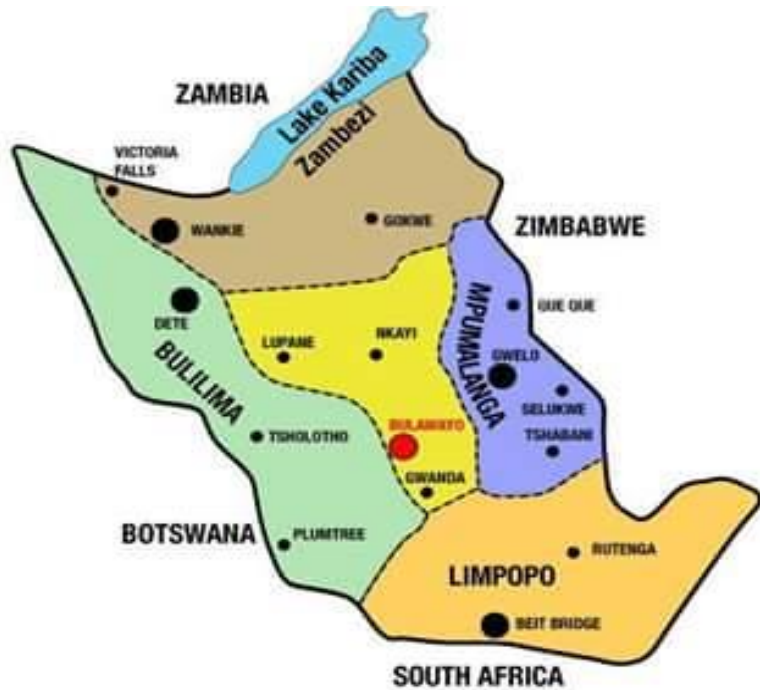 ZAMBIA
Lake Kariba
Zambezi
VICTORIA
FALLS
WANKIE
GOKWE
ZIMBABWE
DETE
LUPANE
NKAYI
MPUMALANGA
QUE QUE
GWELO
BULILIMA
SELUKWE
TSHOLOTHO
BULAWAYO
TSHABANI
GWANDA
BOTSWANA
PLUMTREE
RUTENGA
LIMPOPO
BEIT BRIDGE
SOUTH AFRICA